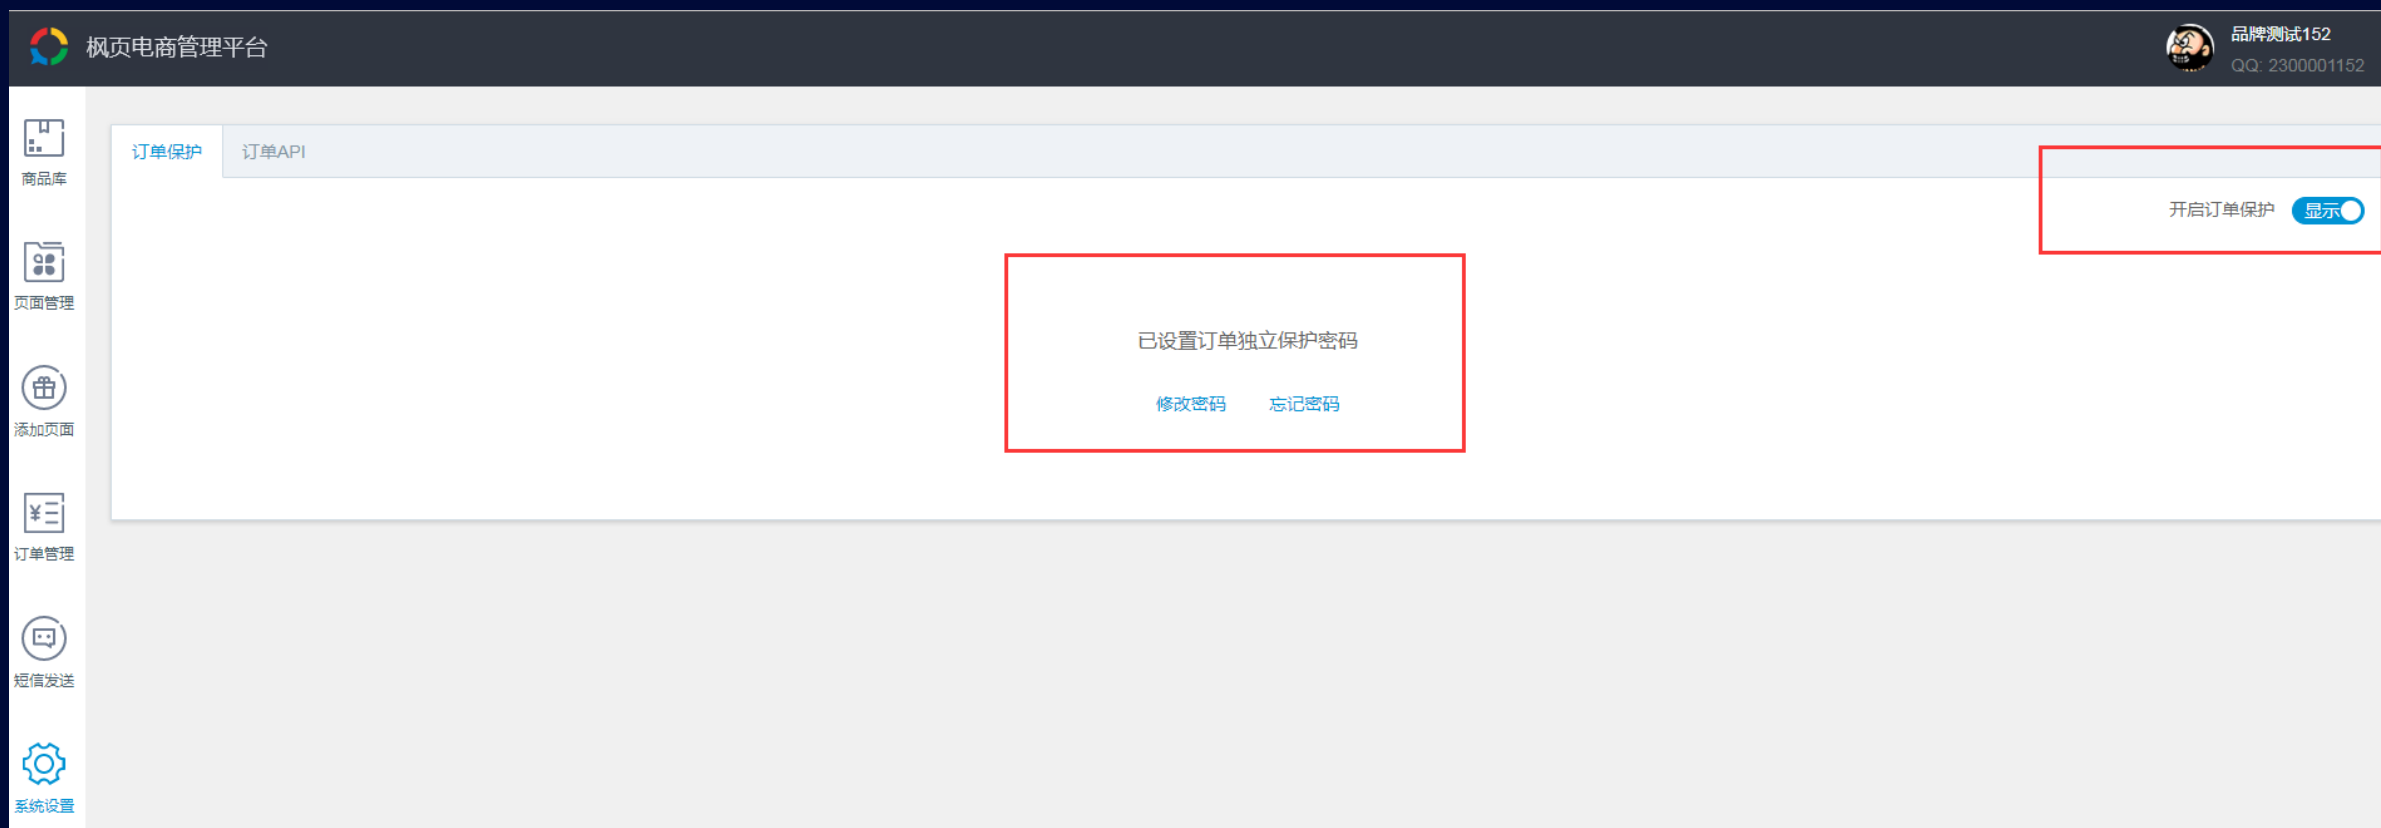 枫页电商管理平台
品牌测试152
QQ: 2300001152
商品库
页面管理
添加页面
订单管理
短信发送
系统设置
订单保护
订单API
开启订单保护 显示
已设置订单独立保护密码
修改密码 忘记密码